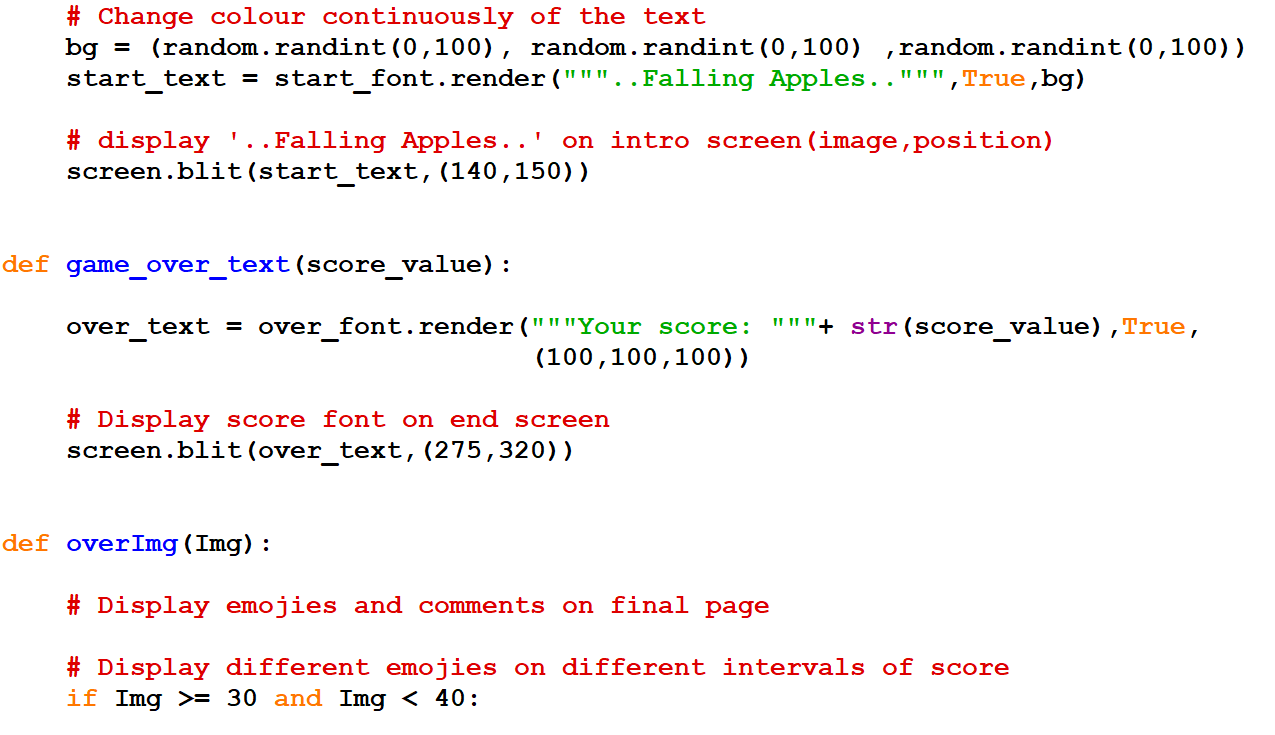 # Change colour continuously of the text
bg = (random.randint(0,100), random.randint(0,100) ,random.randint(0,100))
start_text = start_font.render("""..Falling Apples..""",True,bg)
# display '..Falling Apples..' on intro screen(image,position)
screen.blit(start_text,(140,150))
def game_over_text(score_value):
over_text = over_font.render("""Your score: """+ str(score_value),True,
(100,100,100))
# Display score font on end screen
screen.blit(over_text,(275,320))
def overImg(Img):
# Display emojies and comments on final page
# Display different emojies on different intervals of score
if Img >= 30 and Img < 40: